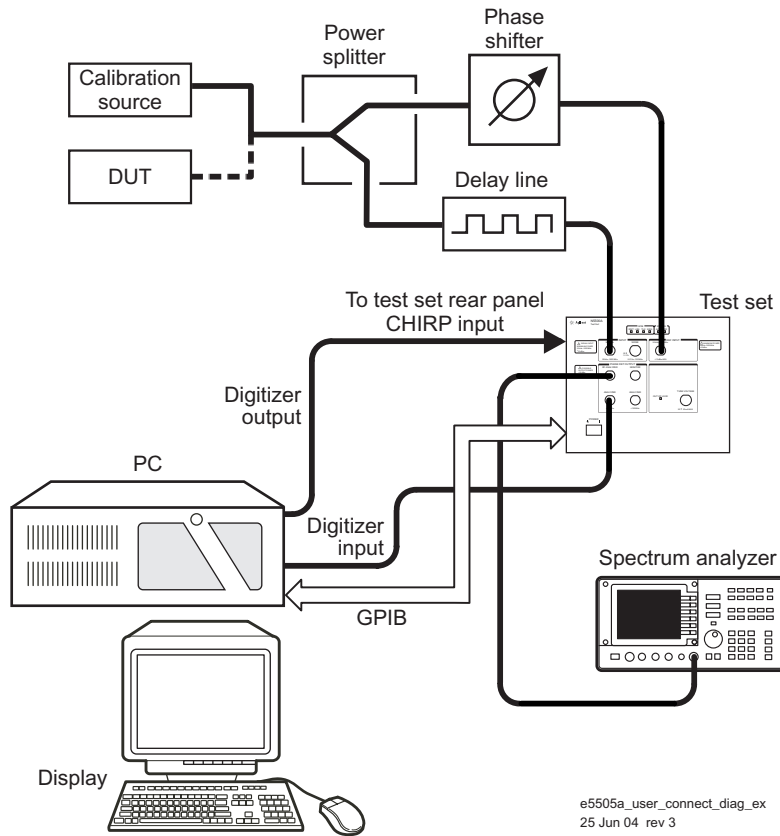 Power
splitter
Phase
shifter
Calibration
source
DUT
Delay line
To test set rear panel
CHIRP input
Test set
Digitizer
output
PC
Digitizer
input
Spectrum analyzer
GPIB
Display
e5505a_user_connect_diag_ex
25 Jun 04 rev 3